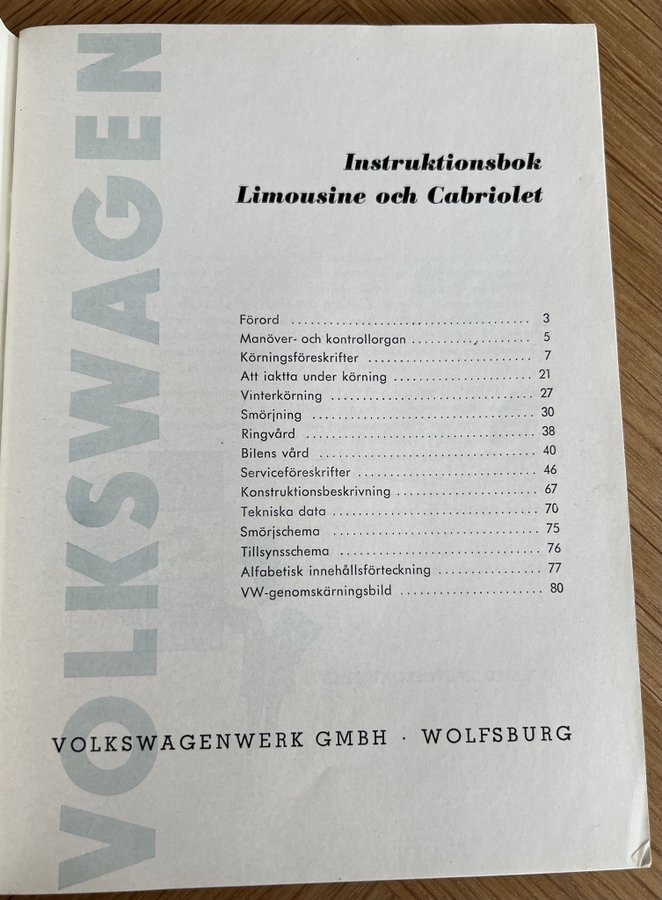 VOLKSWAGEN
Instruktionsbok
Limousine och Cabriolet
Förord ........................................ 3
Manöver- och kontrollorgan .................... 5
Körningsföreskrifter .......................... 7
Att iaktta under körning ...................... 21
Vinterkörning ................................. 27
Smörjning ..................................... 30
Ringvård ...................................... 38
Bilens vård ................................... 40
Serviceföreskrifter ........................... 46
Konstruktionsbeskrivning ...................... 67
Tekniska data ................................. 70
Smörjschema ................................... 75
Tillsynsschema ................................ 76
Alfabetisk innehållsförteckning ............... 77
VW-genomskärningsbild ......................... 80
VOLKSWAGENWERK GMBH · WOLFSBURG